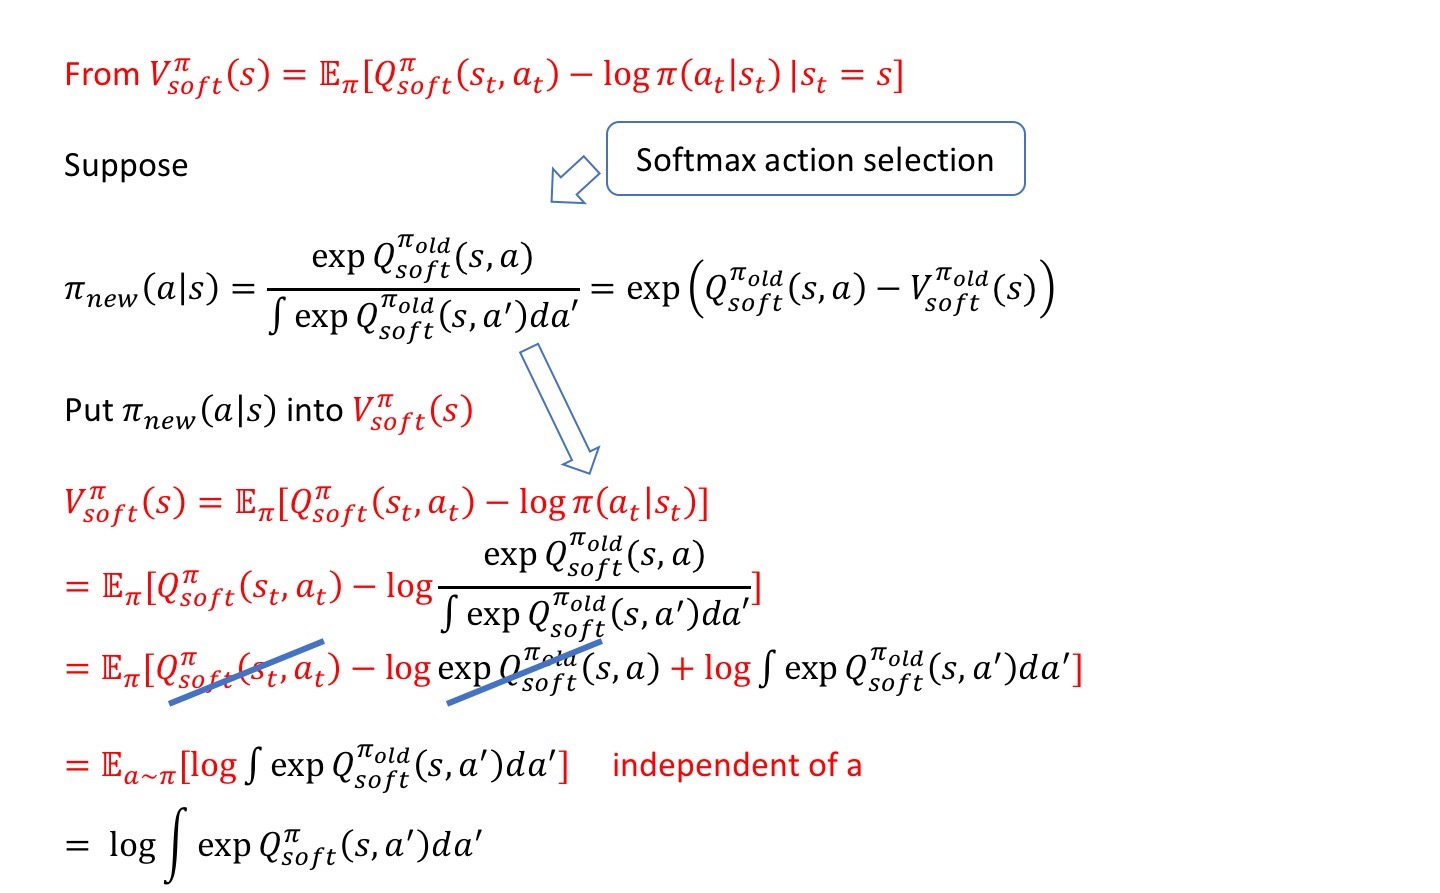 From $V_{soft}^{\pi}(s) = \mathbb{E}_{\pi}[Q_{soft}^{\pi}(s_t, a_t) - \log \pi(a_t|s_t) \, |s_t = s]$
Softmax action selection
Suppose
$\pi_{new}(a|s) = \frac{\exp Q_{soft}^{\pi_{old}}(s,a)}{\int \exp Q_{soft}^{\pi_{old}}(s,a')da'} = \exp\left(Q_{soft}^{\pi_{old}}(s,a) - V_{soft}^{\pi_{old}}(s)\right)$
Put $\pi_{new}(a|s)$ into $V_{soft}^{\pi}(s)$
$V_{soft}^{\pi}(s) = \mathbb{E}_{\pi}[Q_{soft}^{\pi}(s_t, a_t) - \log \pi(a_t|s_t)]$
$= \mathbb{E}_{\pi}[Q_{soft}^{\pi}(s_t, a_t) - \log \frac{\exp Q_{soft}^{\pi_{old}}(s,a)}{\int \exp Q_{soft}^{\pi_{old}}(s,a')da'}]$
$= \mathbb{E}_{\pi}[Q_{soft}^{\pi}(s_t, a_t) - \log \exp Q_{soft}^{\pi_{old}}(s,a) + \log \int \exp Q_{soft}^{\pi_{old}}(s,a')da']$
$= \mathbb{E}_{a \sim \pi}[\log \int \exp Q_{soft}^{\pi_{old}}(s,a')da']$ independent of a
$= \log \int \exp Q_{soft}^{\pi}(s,a')da'$